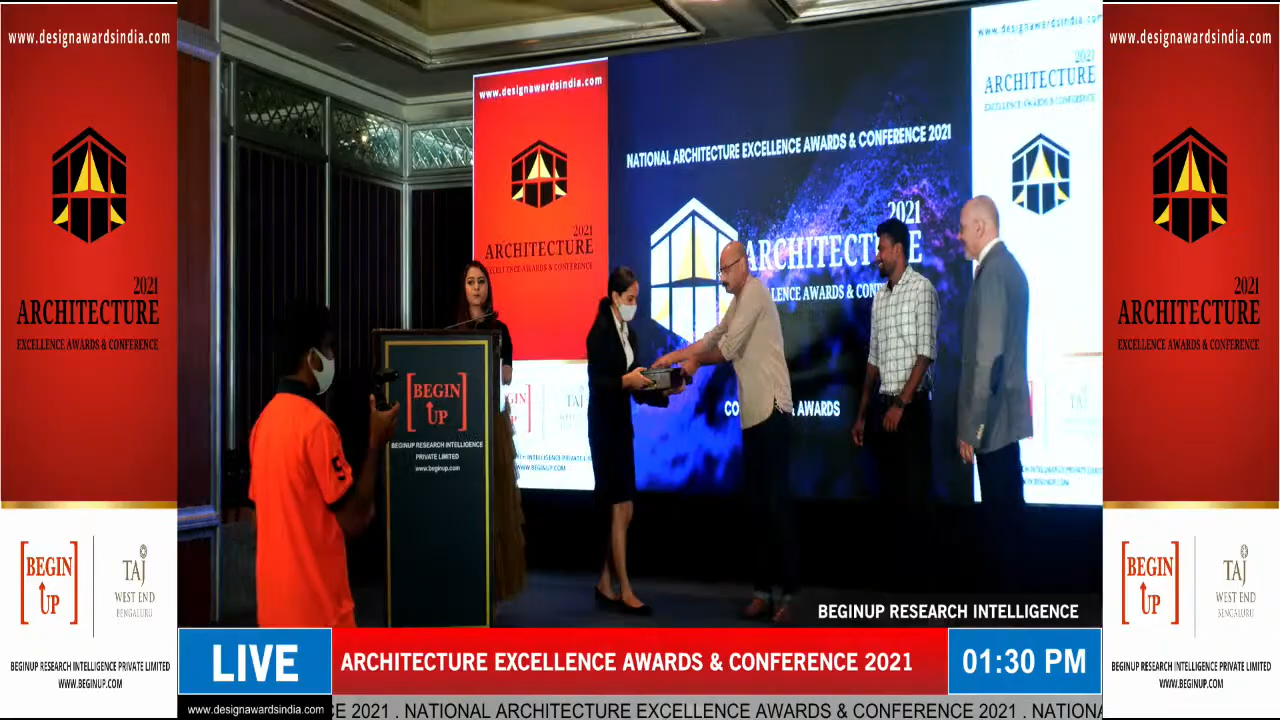 www.designawardsindia.com
2021
ARCHITECTURE
EXCELLENCE AWARDS & CONFERENCE
BEGIN
UP
TAJ
WEST END
BENGALURU
BEGINUP RESEARCH INTELLIGENCE PRIVATE LIMITED
WWW.BEGINUP.COM
www.designawardsindia.com
2021
ARCHITECTURE
EXCELLENCE AWARDS & CONFERENCE
NATIONAL ARCHITECTURE EXCELLENCE AWARDS & CONFERENCE 2021
2021
AWARDS
www.designawardsindia.com
2021
ARCHITECTURE
EXCELLENCE AWARDS & CONFERENCE
BEGIN
UP
BEGINUP RESEARCH INTELLIGENCE
PRIVATE LIMITED
www.beginup.com
TAJ
WWW.BEGINUP.COM
BEGINUP RESEARCH INTELLIGENCE
LIVE
ARCHITECTURE EXCELLENCE AWARDS & CONFERENCE 2021
01:30 PM
www.designawardsindia.com
CE 2021 . NATIONAL ARCHITECTURE EXCELLENCE AWARDS & CONFERENCE 2021 . NATIONA
www.designawardsindia.com
2021
ARCHITECTURE
EXCELLENCE AWARDS & CONFERENCE
BEGIN
UP
TAJ
WEST END
BENGALURU
BEGINUP RESEARCH INTELLIGENCE PRIVATE LIMITED
WWW.BEGINUP.COM